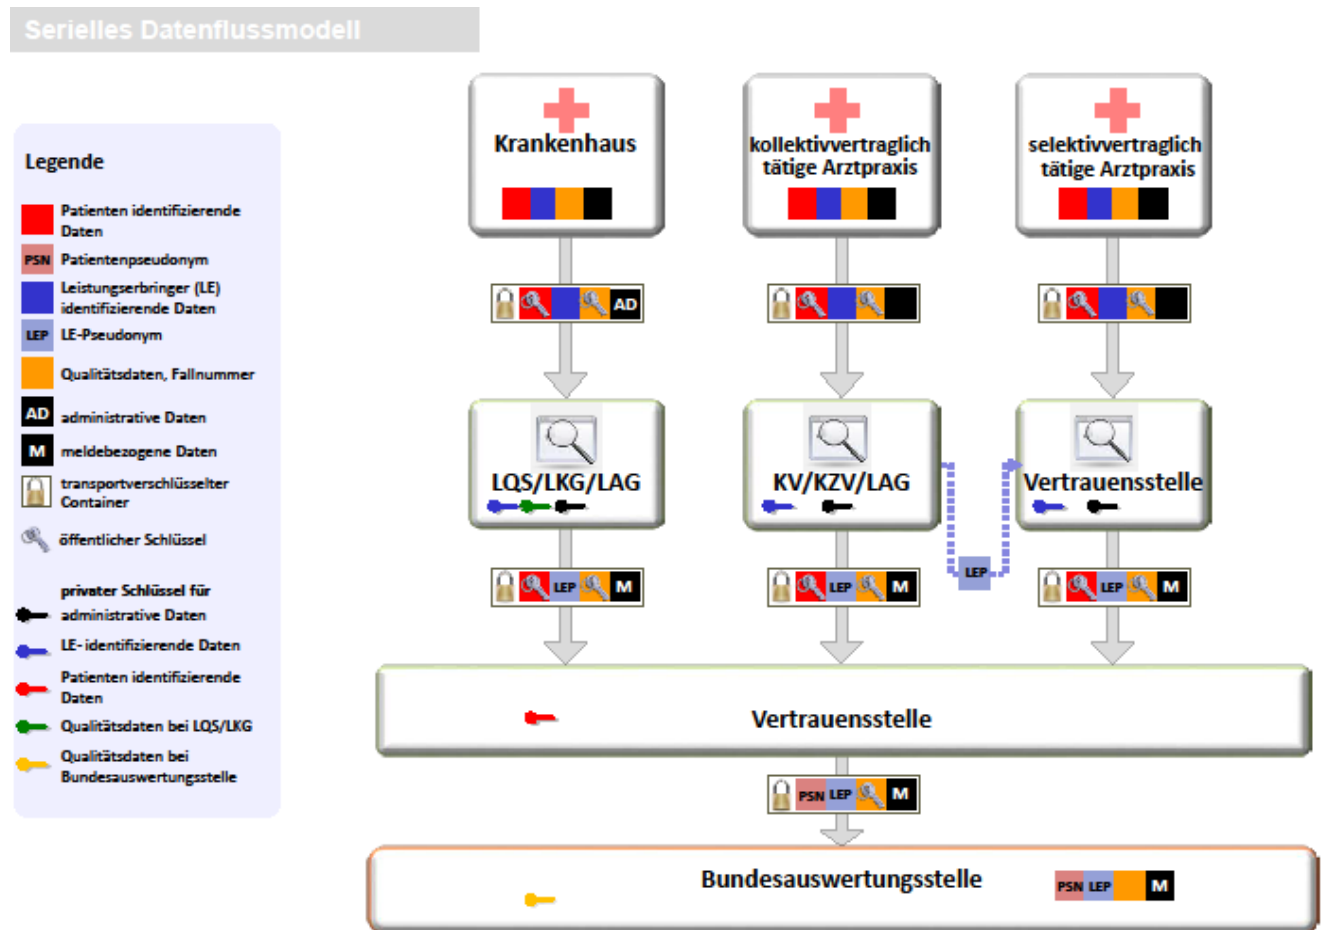 Serielles Datenflussmodell
Legende
Patienten identifizierende
Daten
PSN Patientenpseudonym
Leistungserbringer (LE)
identifizierende Daten
LEP LE-Pseudonym
Qualitätsdaten, Fallnummer
AD administrative Daten
M meldebezogene Daten
transportverschlüsselter
Container
öffentlicher Schlüssel
privater Schlüssel für
administrative Daten
LE- identifizierende Daten
Patienten identifizierende
Daten
Qualitätsdaten bei LQS/LKG
Qualitätsdaten bei
Bundesauswertungsstelle
Krankenhaus
kollektivvertraglich
tätige Arztpraxis
selektivvertraglich
tätige Arztpraxis
AD
LQS/LKG/LAG
KV/KZV/LAG
Vertrauensstelle
LEP
LEP M
LEP M
LEP M
Vertrauensstelle
PSN LEP M
Bundesauswertungsstelle
PSN LEP M